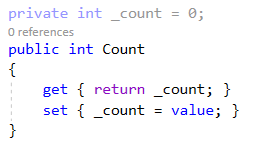 private int _count = 0;
0 references
public int Count
{
get { return _count; }
set { _count = value; }
}